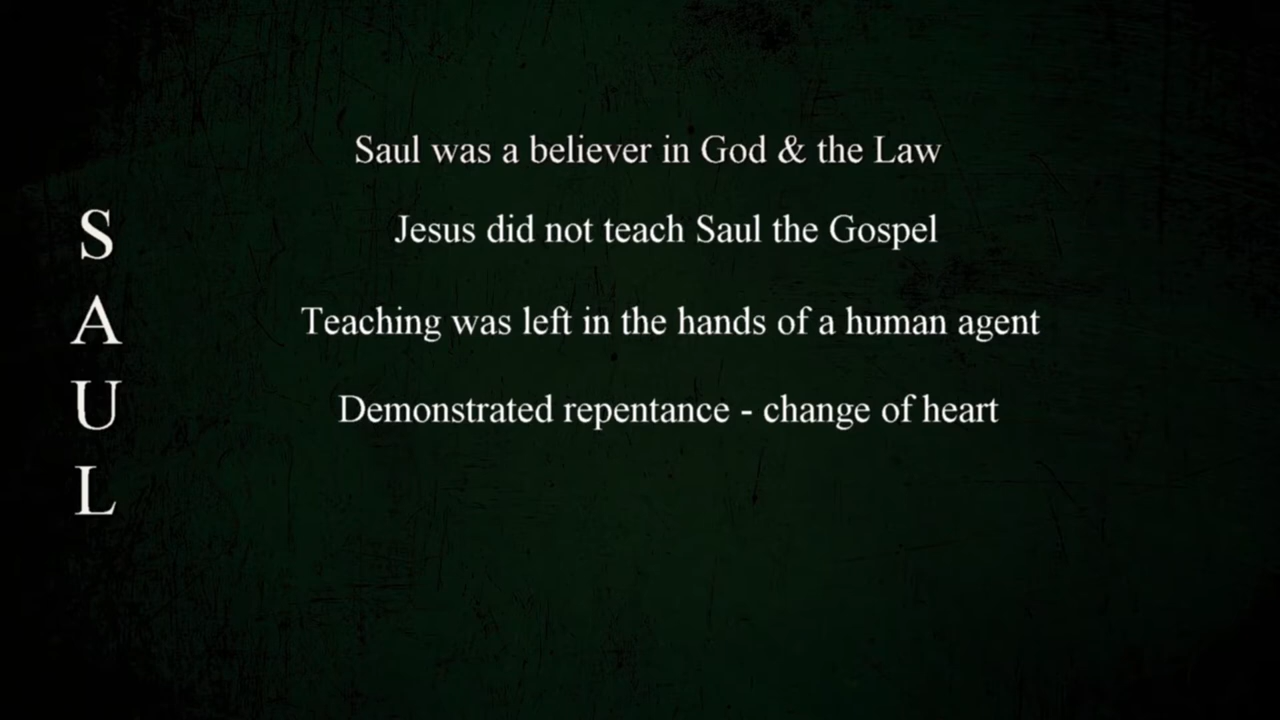 SAUL
Saul was a believer in God & the Law
Jesus did not teach Saul the Gospel
Teaching was left in the hands of a human agent
Demonstrated repentance - change of heart